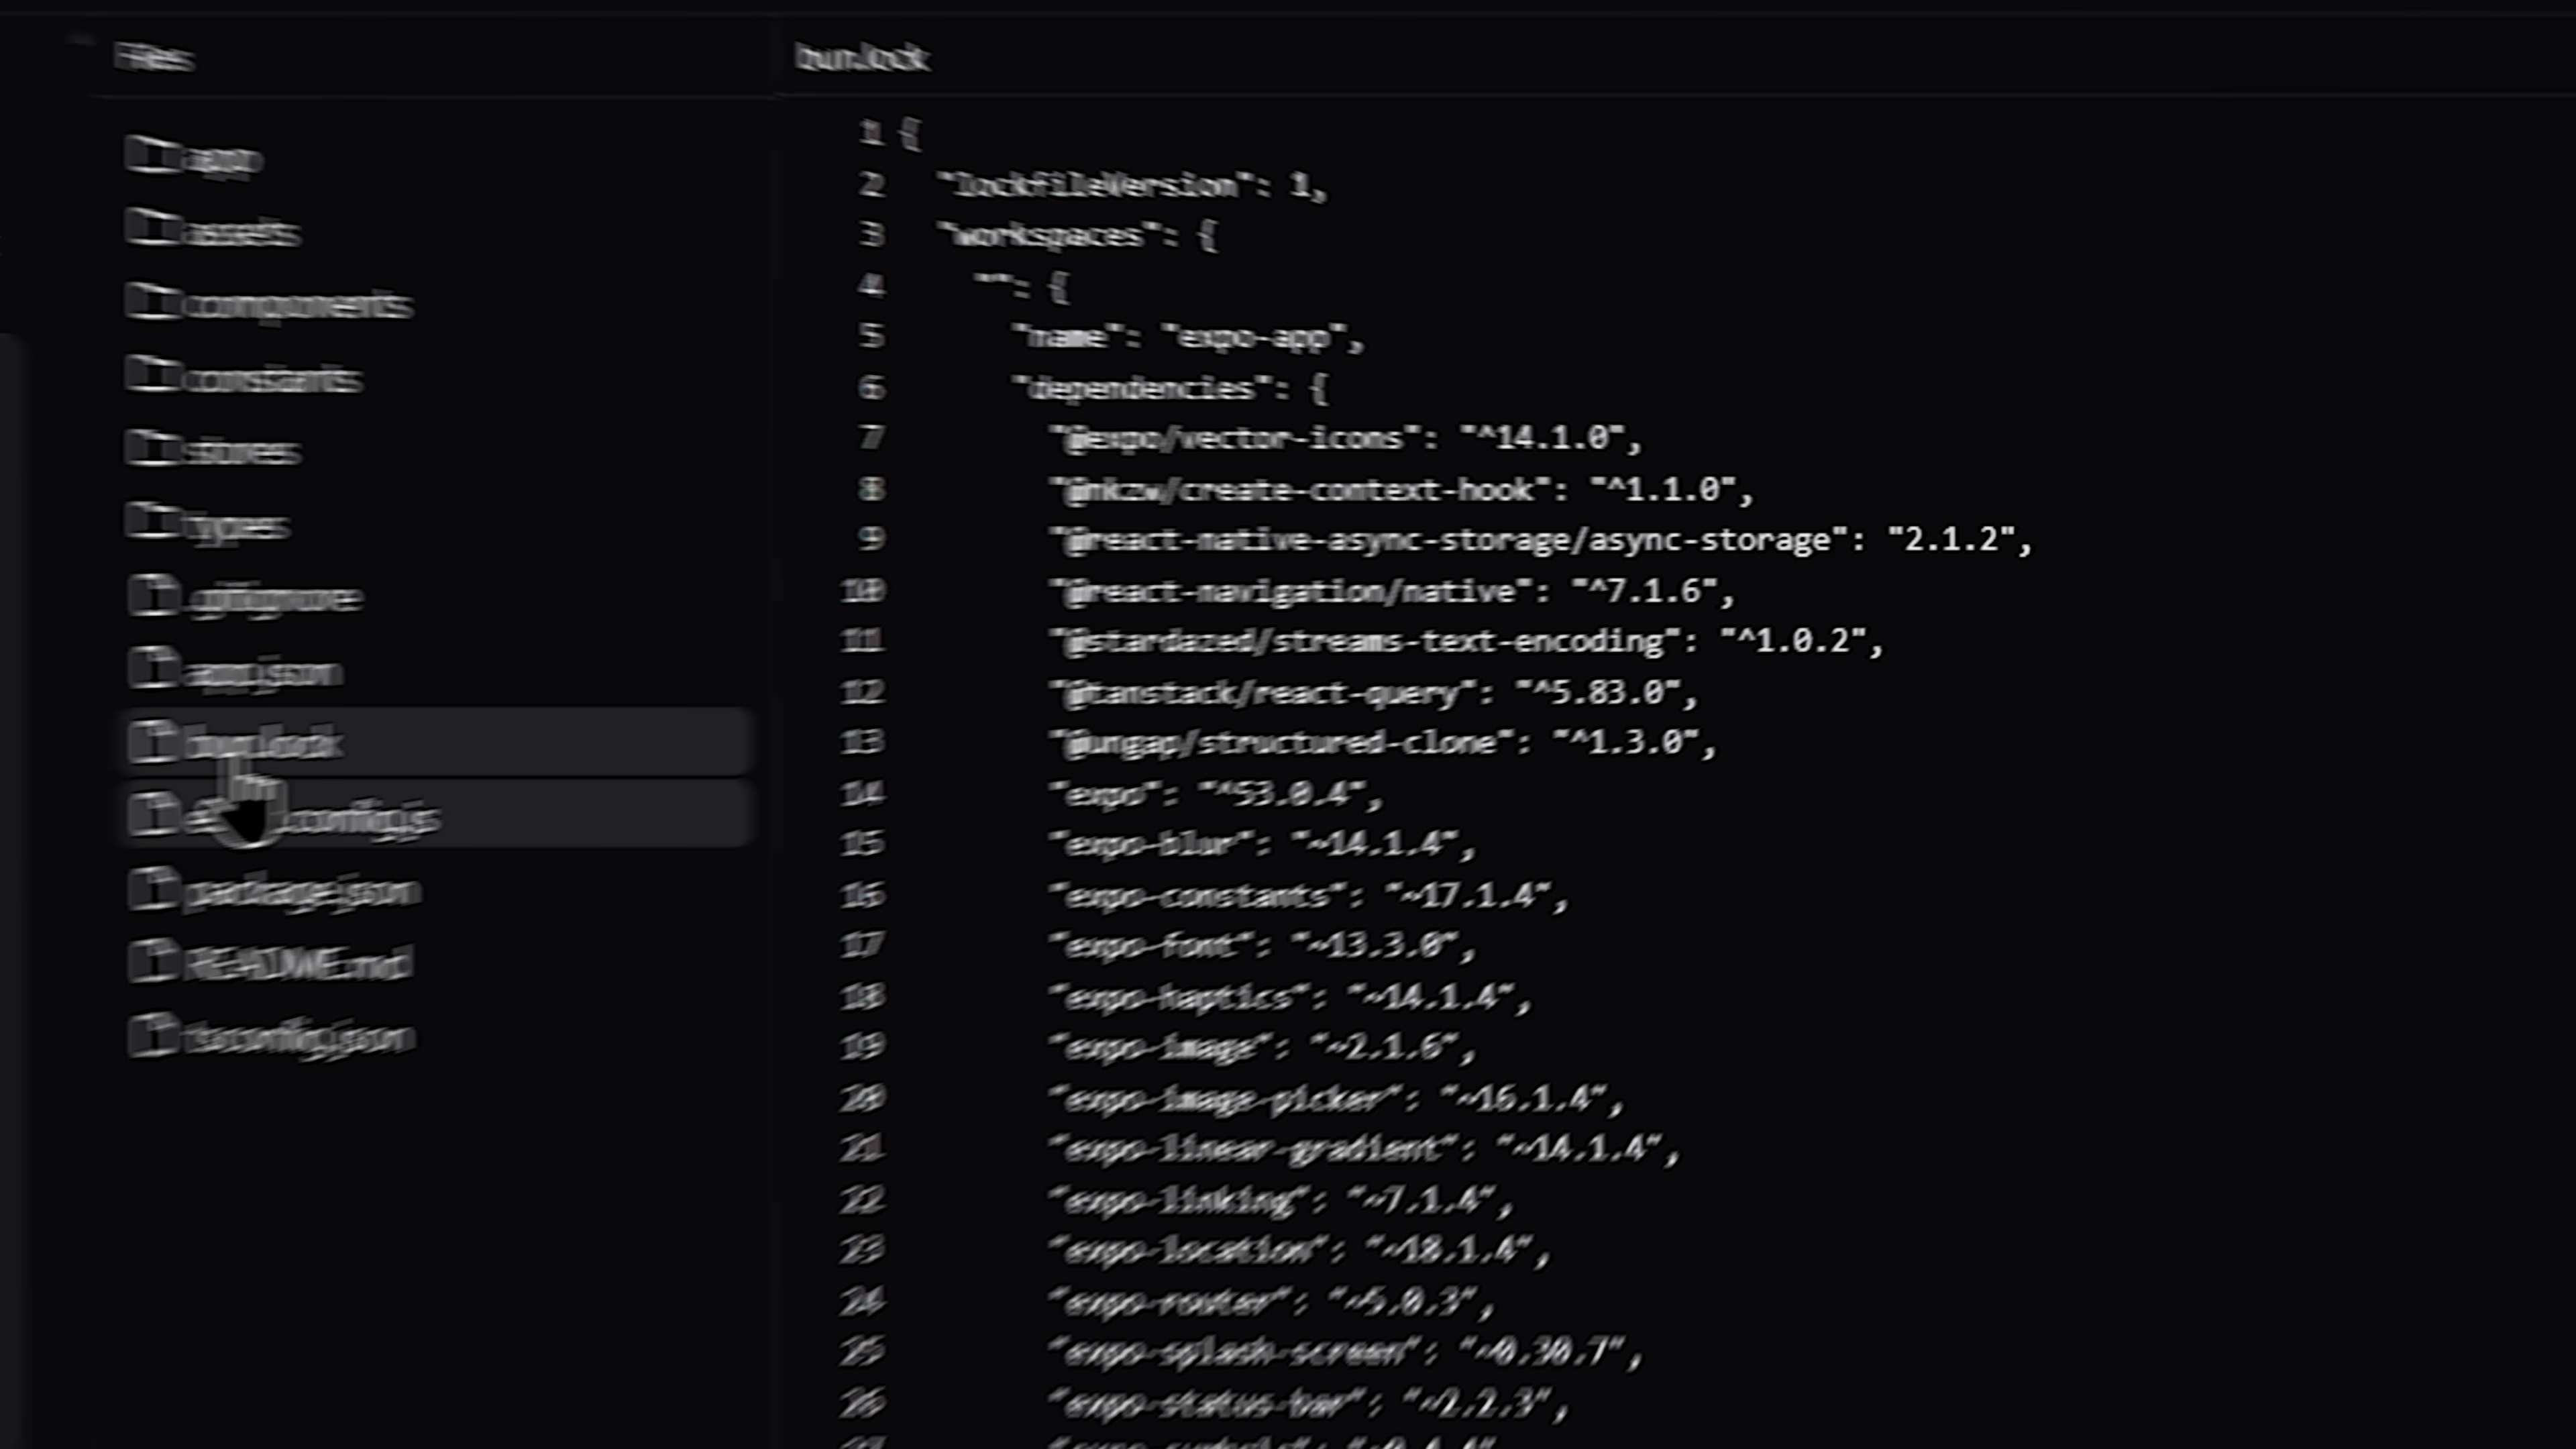 Files
app
assets
components
constants
stores
types
.gitignore
app.json
bun.lock
config.js
package.json
README.md
tsconfig.json
bun.lock
1 {
2 "lockfileVersion": 1,
3 "workspaces": {
4 "": {
5 "name": "expo-app",
6 "dependencies": {
7 "@expo/vector-icons": "^14.1.0",
8 "@nkzw/create-context-hook": "^1.1.0",
9 "@react-native-async-storage/async-storage": "2.1.2",
10 "@react-navigation/native": "^7.1.6",
11 "@stardazed/streams-text-encoding": "^1.0.2",
12 "@tanstack/react-query": "^5.83.0",
13 "@ungap/structured-clone": "^1.3.0",
14 "expo": "^53.0.4",
15 "expo-blur": "~14.1.4",
16 "expo-constants": "~17.1.4",
17 "expo-font": "~13.3.0",
18 "expo-haptics": "~14.1.4",
19 "expo-image": "~2.1.6",
20 "expo-image-picker": "~16.1.4",
21 "expo-linear-gradient": "~14.1.4",
22 "expo-linking": "~7.1.4",
23 "expo-location": "~18.1.4",
24 "expo-router": "~5.0.3",
25 "expo-splash-screen": "~0.30.7",
26 "expo-status-bar": "~2.2.3",